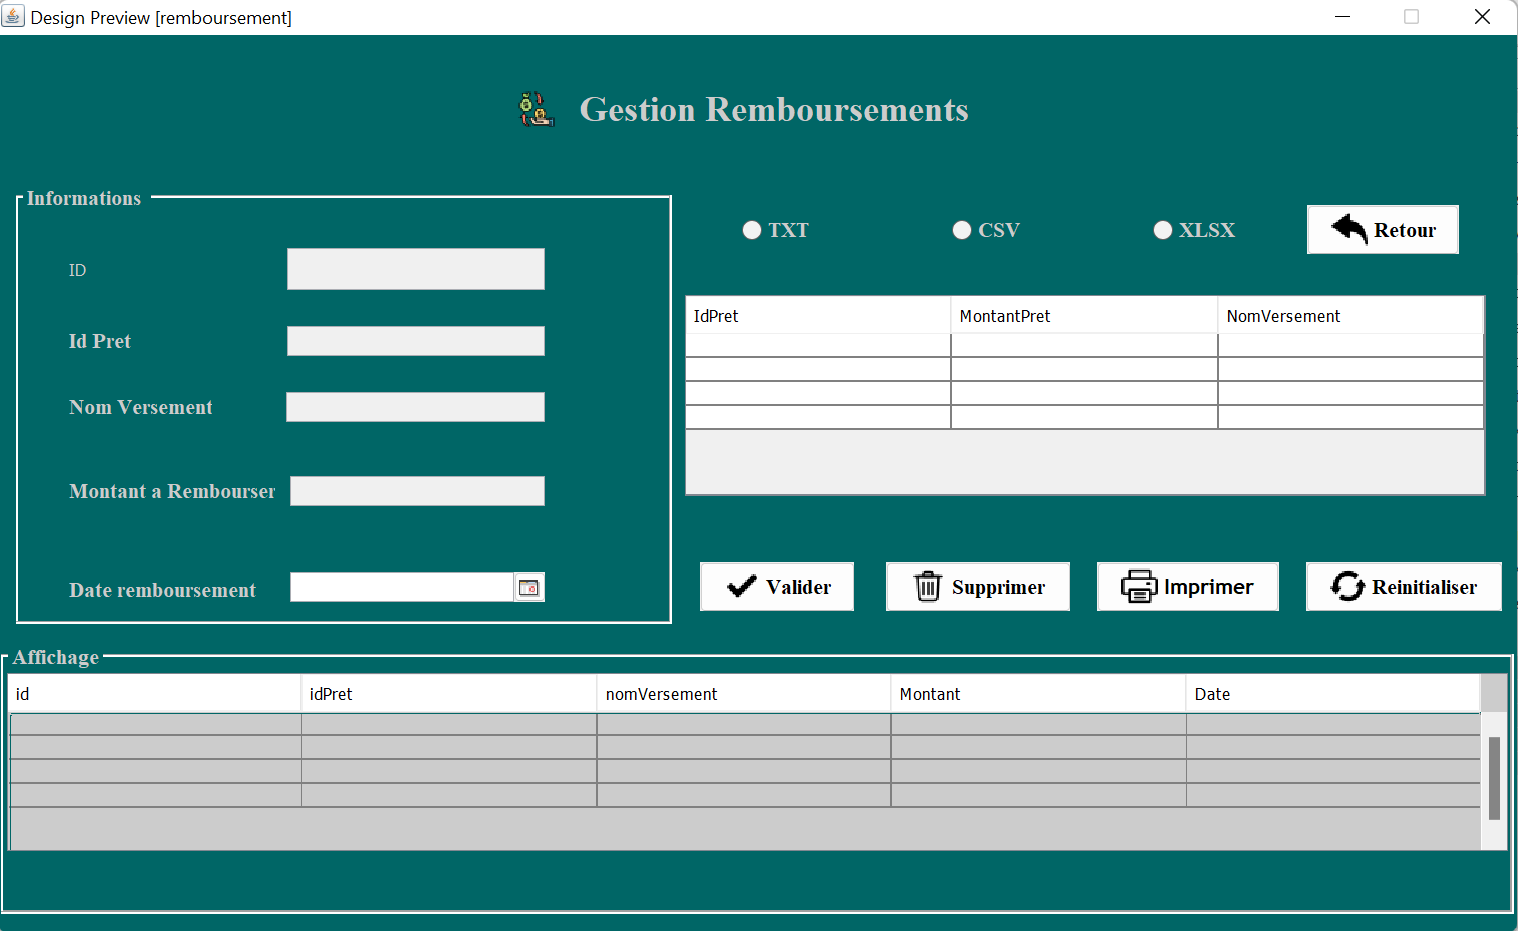 Design Preview [remboursement]
Gestion Remboursements
Informations
ID
Id Pret
Nom Versement
Montant a Rembourser
Date remboursement
TXT
CSV
XLSX
Retour
IdPret MontantPret NomVersement
Valider
Supprimer
Imprimer
Reinitialiser
Affichage
id idPret nomVersement Montant Date